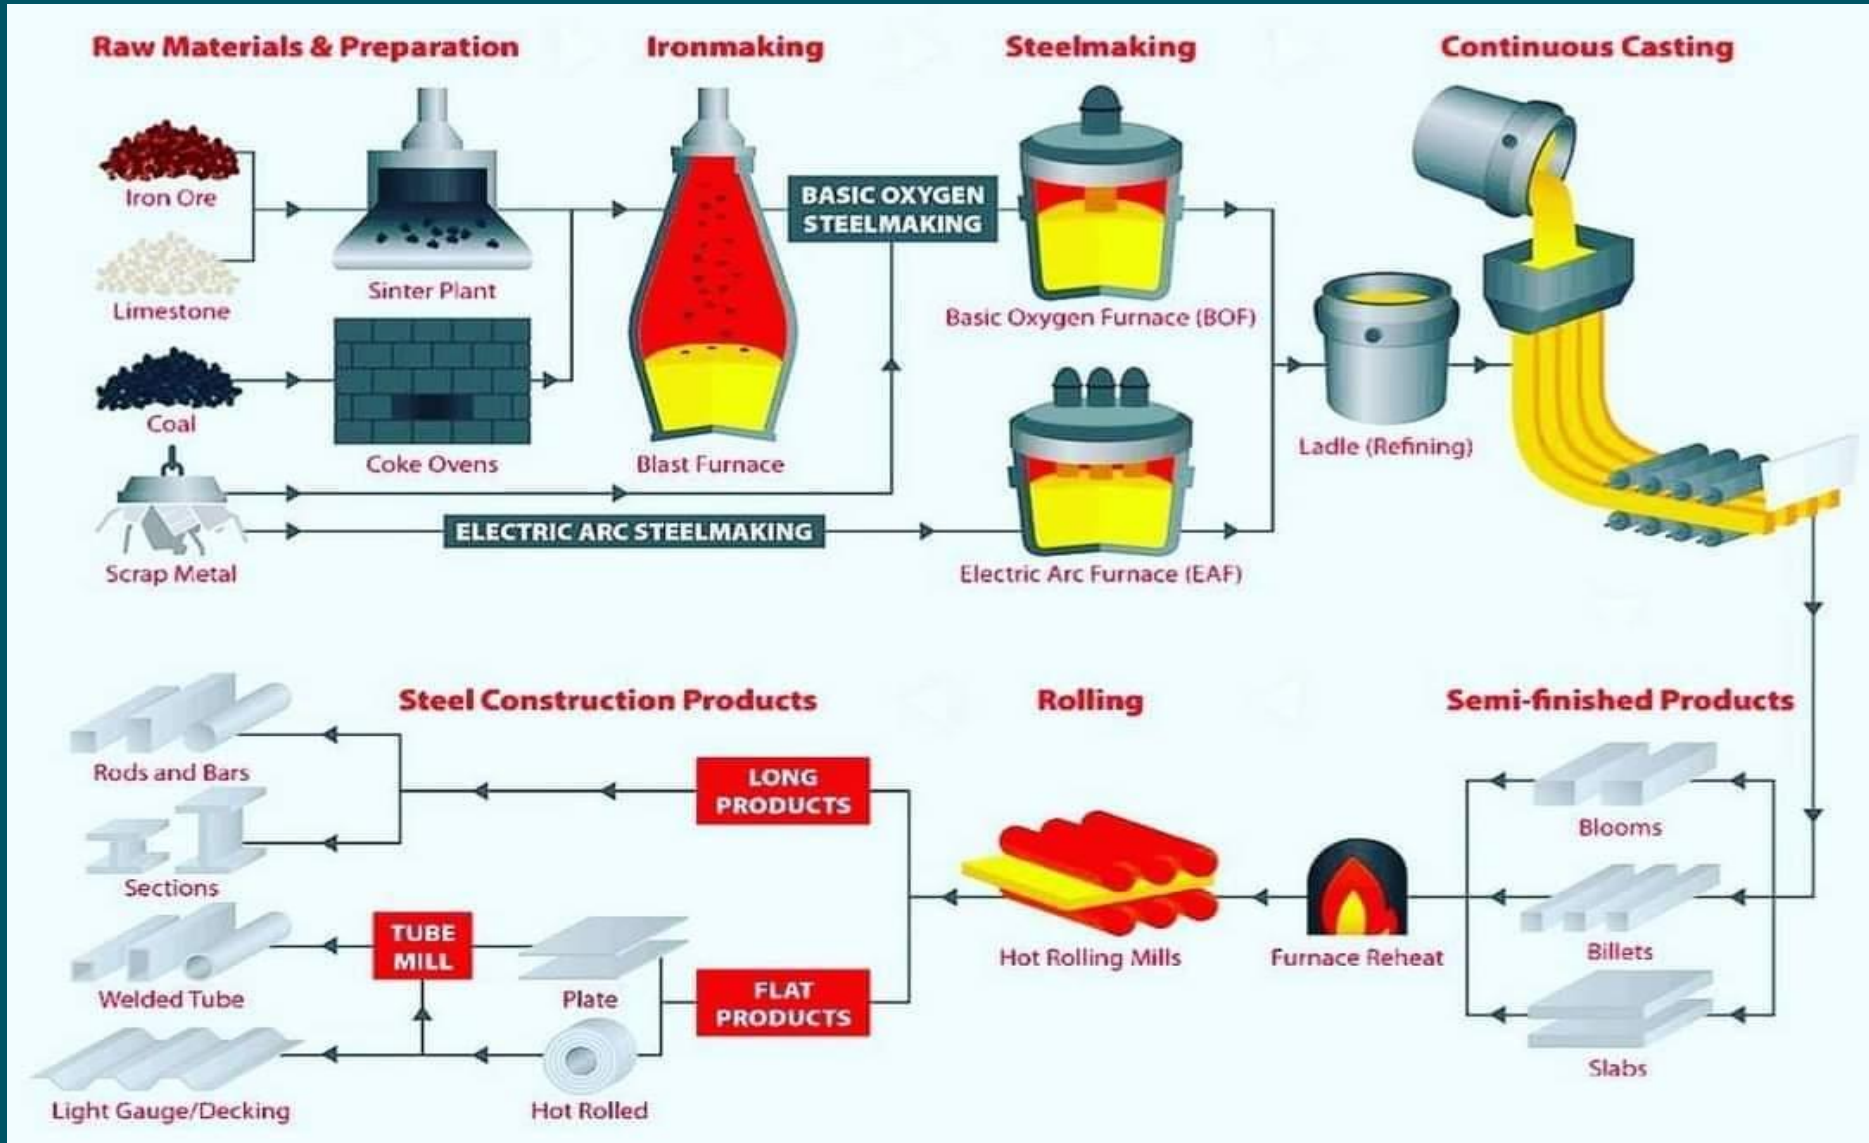 Raw Materials & Preparation
Ironmaking
Steelmaking
Continuous Casting
Iron Ore
Limestone
Coal
Scrap Metal
Sinter Plant
Coke Ovens
Blast Furnace
BASIC OXYGEN
STEELMAKING
ELECTRIC ARC STEELMAKING
Basic Oxygen Furnace (BOF)
Electric Arc Furnace (EAF)
Ladle (Refining)
Steel Construction Products
Rolling
Semi-finished Products
Rods and Bars
Sections
Welded Tube
Light Gauge/Decking
LONG
PRODUCTS
TUBE
MILL
Plate
FLAT
PRODUCTS
Hot Rolled
Hot Rolling Mills
Furnace Reheat
Blooms
Billets
Slabs